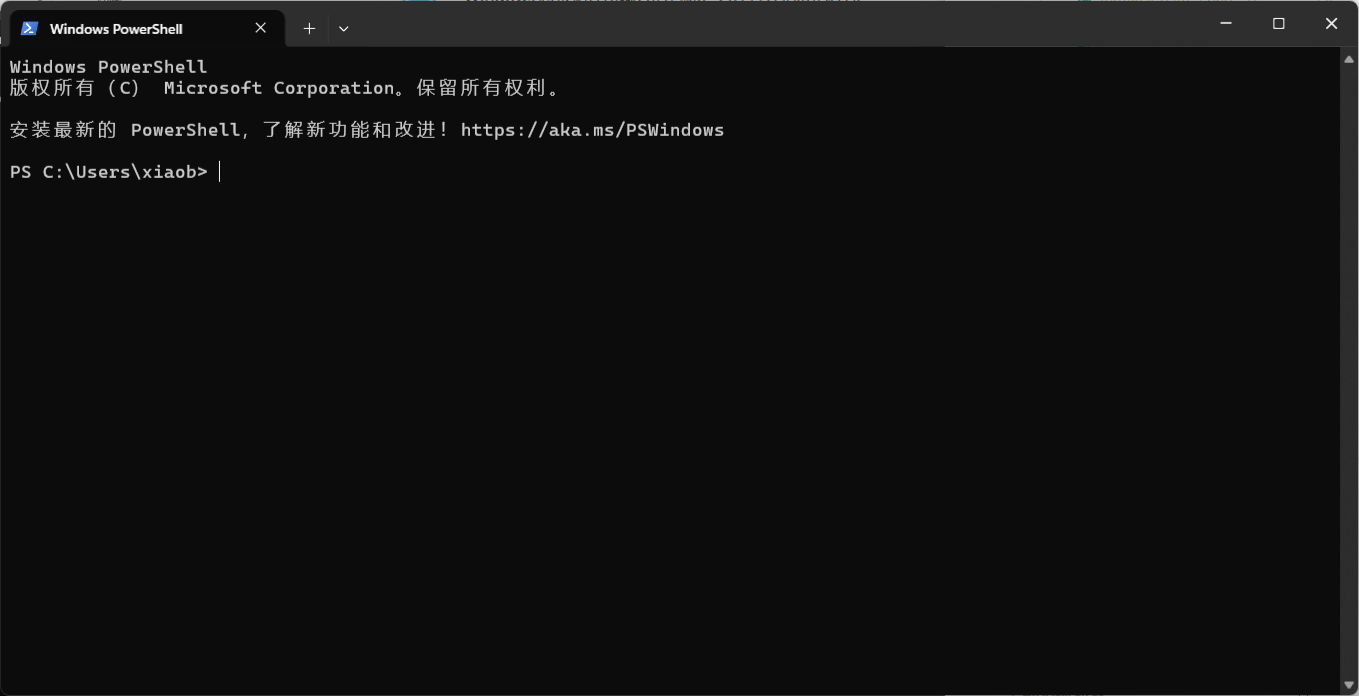 Windows PowerShell
Windows PowerShell
版权所有（C） Microsoft Corporation。保留所有权利。
安装最新的 PowerShell，了解新功能和改进！https://aka.ms/PSWindows
PS C:\Users\xiaob>